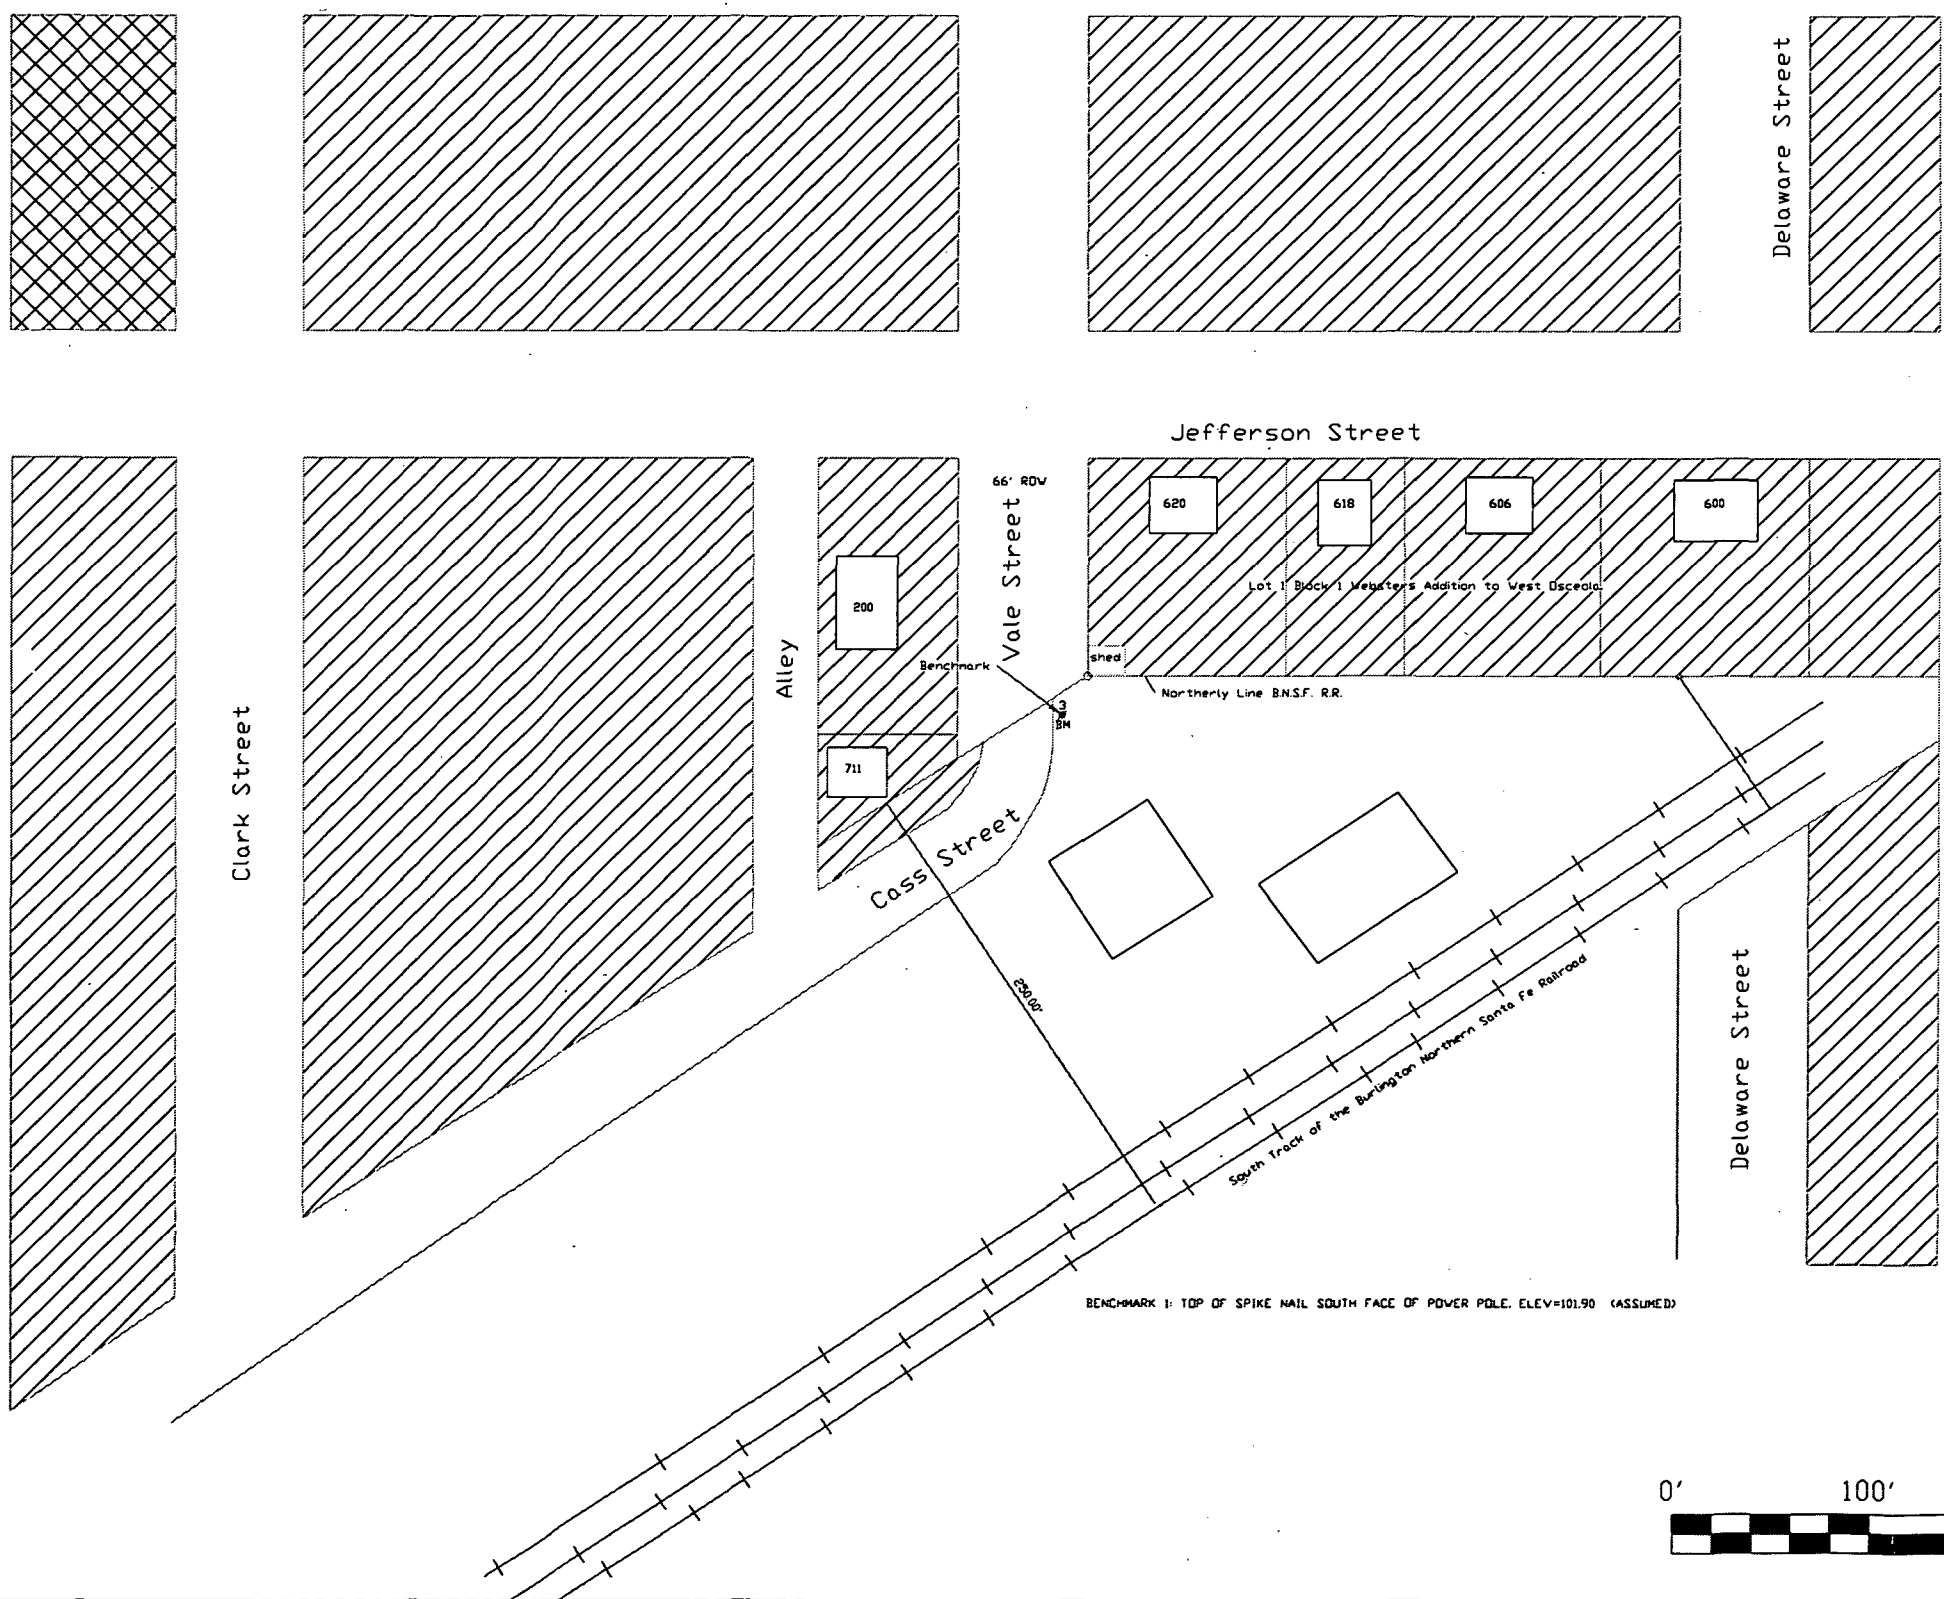 Delaware Street
Jefferson Street
66' ROW
Vale Street
620
618
606
600
Lot 1 Block 1 Websters Addition to West Osceola
200
Alley
Benchmark
shed
Northerly Line B.N.S.F. R.R.
3
BM
711
Clark Street
Cass Street
250.00'
South Track of the Burlington Northern Santa Fe Railroad
Delaware Street
BENCHMARK 1: TOP OF SPIKE NAIL SOUTH FACE OF POWER POLE. ELEV=101.90 (ASSUMED)
0' 100'